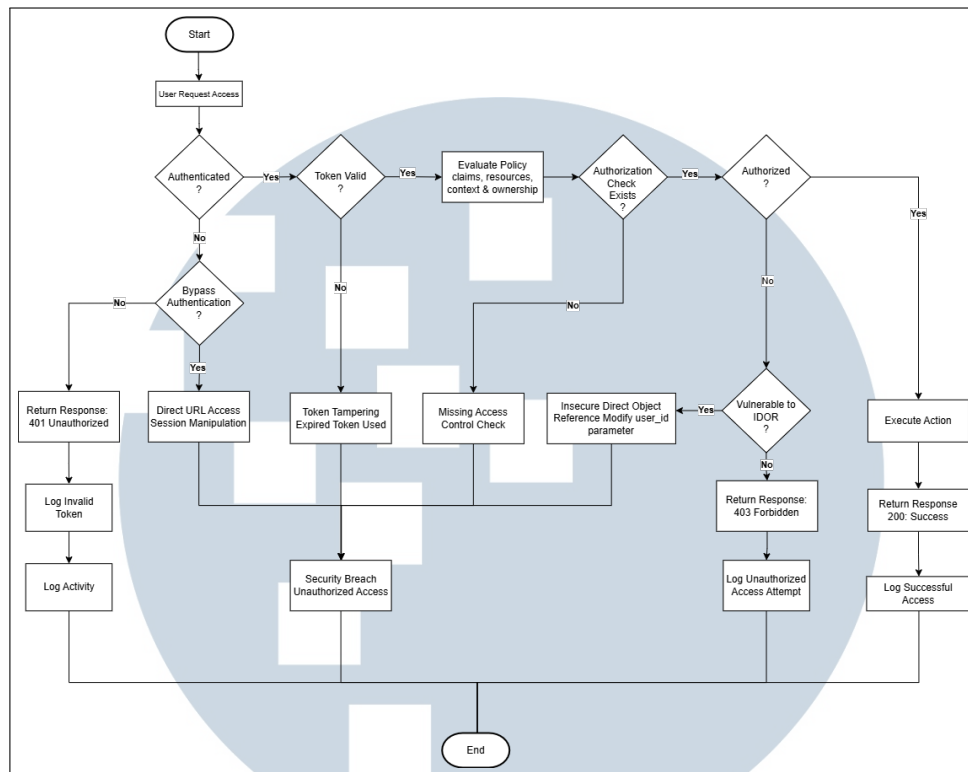 Start
User Request Access
Authenticated
?
Yes
Token Valid
?
Yes
Evaluate Policy
claims, resources,
context & ownership
Authorization
Check
Exists
?
Yes
Authorized
?
Yes
No
No
No
No
Bypass
Authentication
?
No
Yes
Return Response:
401 Unauthorized
Direct URL Access
Session Manipulation
Token Tampering
Expired Token Used
Missing Access
Control Check
Insecure Direct Object
Reference Modify user_id
parameter
Yes
Vulnerable to
IDOR
?
No
Execute Action
Log Invalid
Token
Return Response:
403 Forbidden
Return Response
200: Success
Log Activity
Security Breach
Unauthorized Access
Log Unauthorized
Access Attempt
Log Successful
Access
End